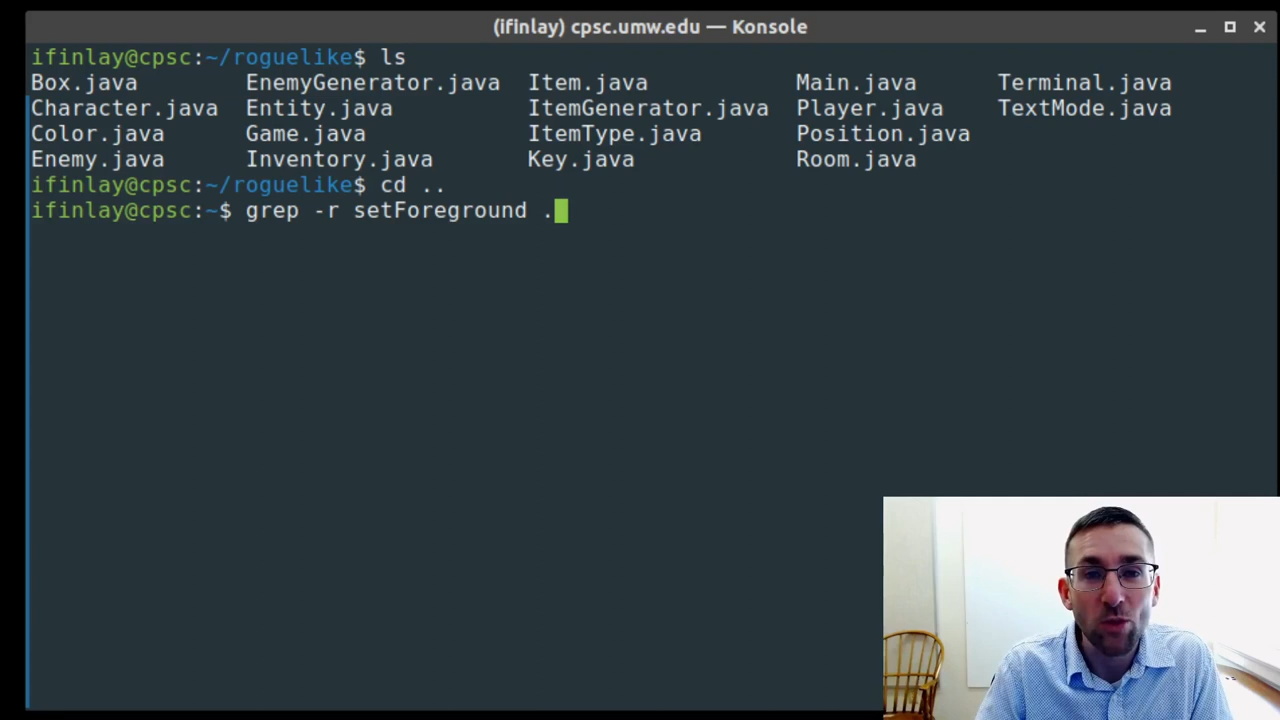 (ifinlay) cpsc.umw.edu — Konsole
ifinlay@cpsc:~/roguelike$ ls
Box.java EnemyGenerator.java Item.java Main.java Terminal.java
Character.java Entity.java ItemGenerator.java Player.java TextMode.java
Color.java Game.java ItemType.java Position.java
Enemy.java Inventory.java Key.java Room.java
ifinlay@cpsc:~/roguelike$ cd ..
ifinlay@cpsc:~$ grep -r setForeground .